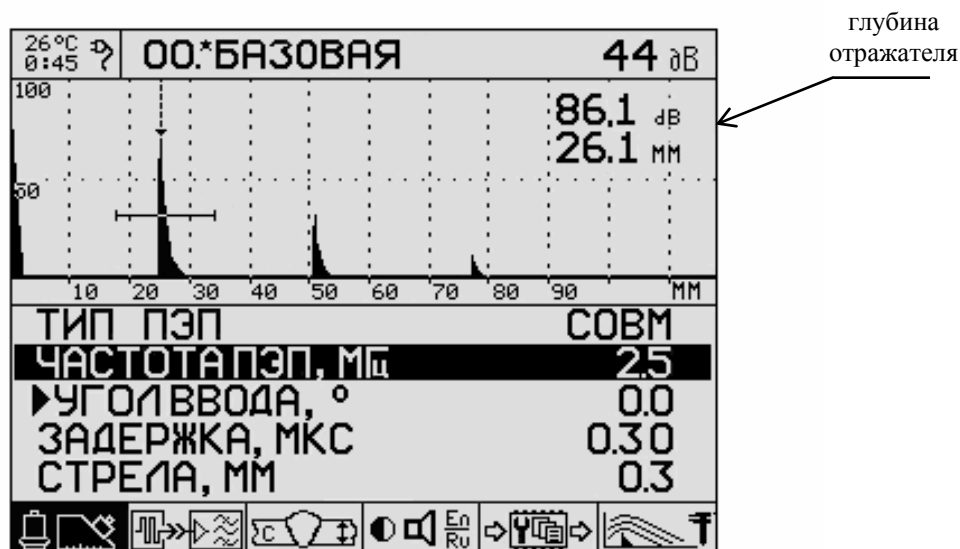 глубина
отражателя
26°C
0:45
00.*БАЗОВАЯ
44 дВ
100
86.1 dB
26.1 мм
50
10 20 30 40 50 60 70 80 90 ММ
ТИП ПЭП СОВМ
ЧАСТОТА ПЭП, МГц 2.5
УГОЛ ВВОДА, ° 0.0
ЗАДЕРЖКА, МКС 0.30
СТРЕЛА, ММ 0.3
En
Ru